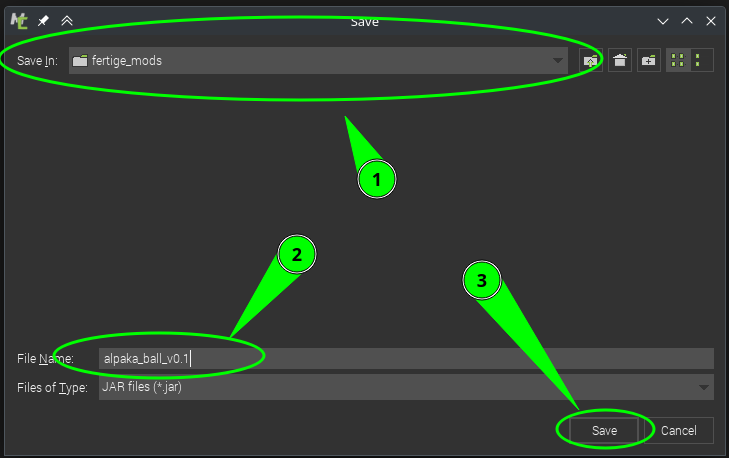 Save
Save In: fertige_mods
1
2
3
File Name: alpaka_ball_v0.1
Files of Type: JAR files (*.jar)
Save Cancel